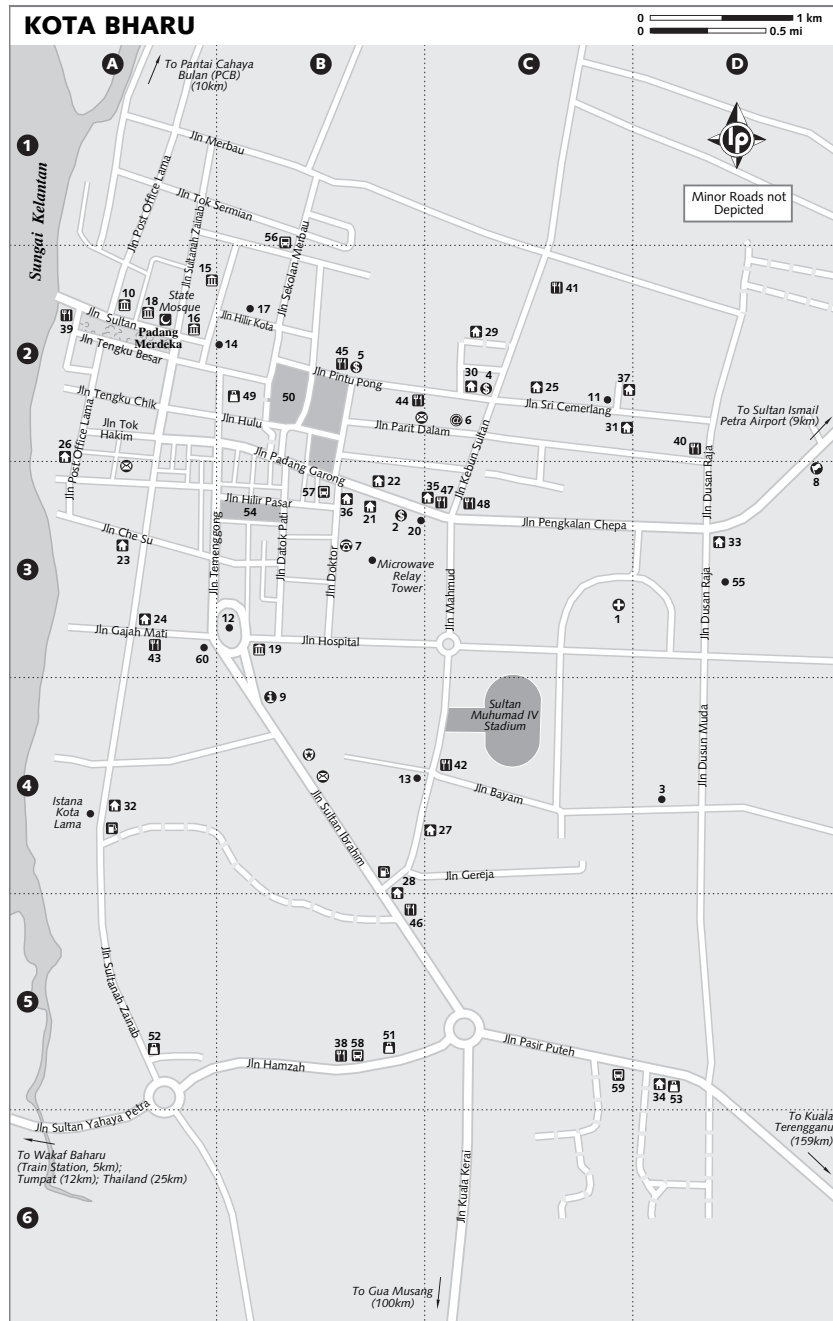 KOTA BHARU
0 1 km
0 0.5 mi
A
B
C
D
To Pantai Cahaya
Bulan (PCB)
(10km)
1
Jln Merbau
lp
Jln Post Office Lama
Jln Tok Sermian
Minor Roads not
Depicted
Sungai Kelantan
Jln Sultanah Zainab
56
Jln Sekolan Merbau
15
10
18
State
Mosque
17
41
Jln Sultan
16
Jln Hilir Kota
29
39
Padang
Merdeka
14
2
Jln Tengku Besar
45
5
Jln Pintu Pong
30
4
25
37
11
Jln Tengku Chik
49
50
44
Jln Sri Cemerlang
Jln Hulu
6
31
Jln Tok
Hakim
Jln Parit Dalam
Jln Kebun Sultan
To Sultan Ismail
Petra Airport (9km)
26
40
Jln Post Office Lama
Jln Padang Garong
Jln Dusan Raja
8
22
35
47
48
57
Jln Hilir Pasar
36
21
2
20
Jln Pengkalan Chepa
54
Jln Che Su
23
Jln Temenggong
Jln Datok Pati
Jln Doktor
7
33
3
Microwave
Relay
Tower
Jln Mahmud
55
Jln Dusan Raja
1
24
12
Jln Gajah Mati
Jln Hospital
43
60
19
9
Sultan
Muhumad IV
Stadium
Jln Dusun Muda
42
13
4
Jln Bayam
3
Istana
Kota
Lama
32
Jln Sultan Ibrahim
27
Jln Gereja
28
46
Jln Sultanah Zainab
5
52
38
58
51
Jln Hamzah
Jln Pasir Puteh
59
34
53
Jln Sultan Yahaya Petra
To Kuala
Terengganu
(159km)
To Wakaf Baharu
(Train Station, 5km);
Tumpat (12km); Thailand (25km)
Jln Kuala Kerai
6
To Gua Musang
(100km)